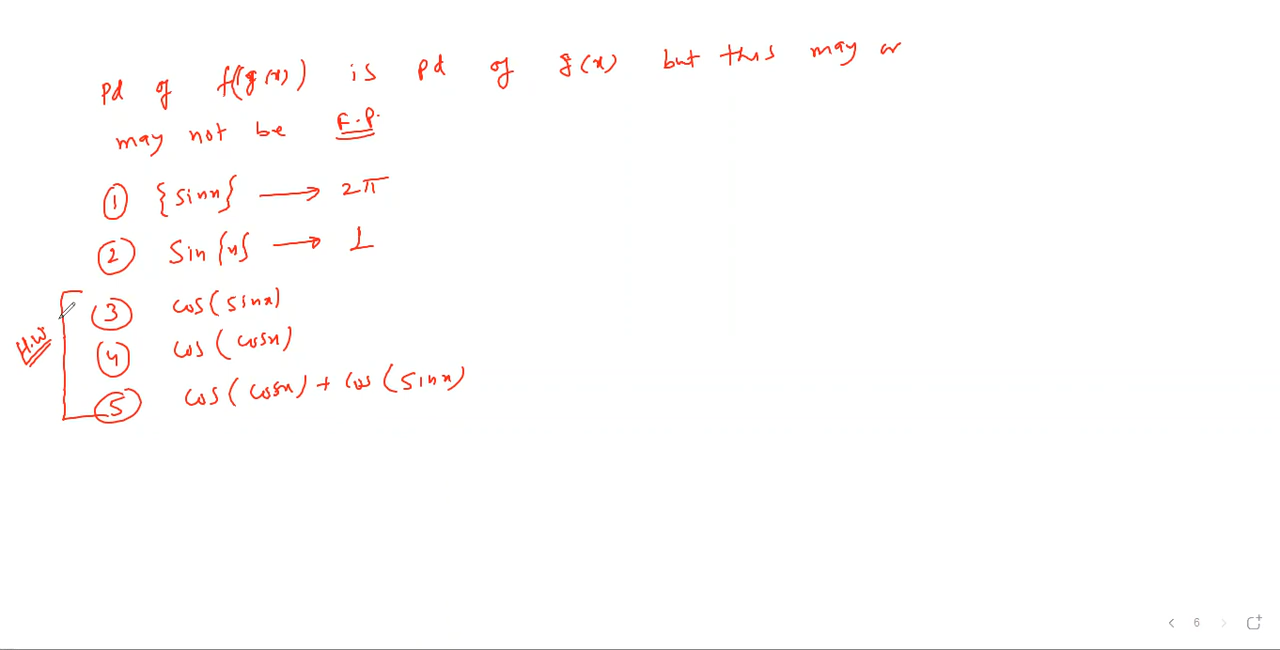 Pd of f(g(x)) is pd of g(x) but this may or
may not be F.P.
① {sinx} → 2π
② Sin{x} → 1
③ cos(sinx)
④ cos(cosx)
⑤ cos(cosx) + cos(sinx)
H.W
6